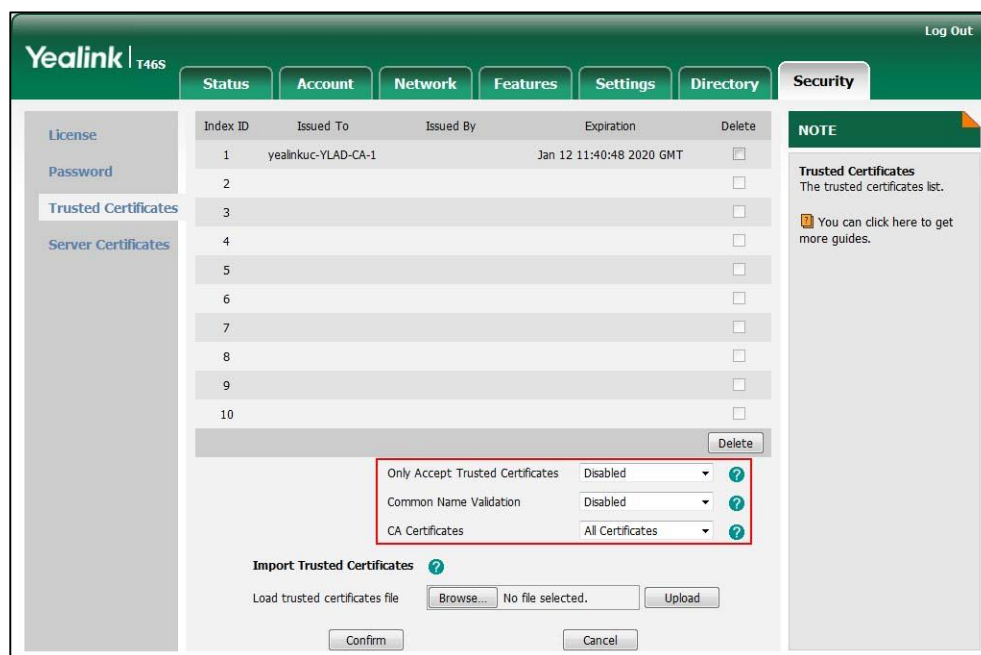 Log Out
Yealink T46S
Status Account Network Features Settings Directory Security
License
Password
Trusted Certificates
Server Certificates
Index ID Issued To Issued By Expiration Delete
1 yealinkuc-YLAD-CA-1 Jan 12 11:40:48 2020 GMT
2
3
4
5
6
7
8
9
10
Delete
Only Accept Trusted Certificates Disabled ?
Common Name Validation Disabled ?
CA Certificates All Certificates ?
Import Trusted Certificates ?
Load trusted certificates file Browse... No file selected. Upload
Confirm Cancel
NOTE
Trusted Certificates
The trusted certificates list.
? You can click here to get
more guides.